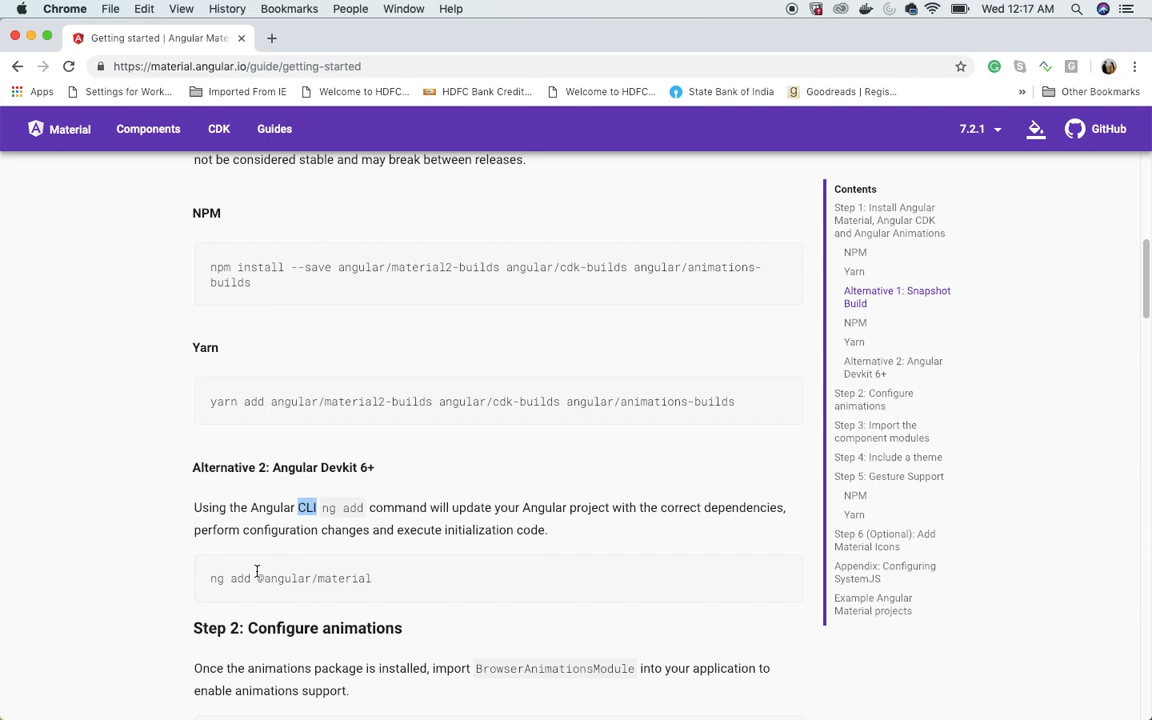 Chrome File Edit View History Bookmarks People Window Help Wed 12:17 AM
Getting started | Angular Mate
https://material.angular.io/guide/getting-started
Apps Settings for Work... Imported From IE Welcome to HDFC... HDFC Bank Credit... Welcome to HDFC... State Bank of India Goodreads | Regis... » Other Bookmarks
Material Components CDK Guides 7.2.1 GitHub
not be considered stable and may break between releases.
NPM
npm install --save angular/material2-builds angular/cdk-builds angular/animations-
builds
Yarn
yarn add angular/material2-builds angular/cdk-builds angular/animations-builds
Alternative 2: Angular Devkit 6+
Using the Angular CLI ng add command will update your Angular project with the correct dependencies,
perform configuration changes and execute initialization code.
ng add @angular/material
Step 2: Configure animations
Once the animations package is installed, import BrowserAnimationsModule into your application to
enable animations support.
Contents
Step 1: Install Angular
Material, Angular CDK
and Angular Animations
NPM
Yarn
Alternative 1: Snapshot
Build
NPM
Yarn
Alternative 2: Angular
Devkit 6+
Step 2: Configure
animations
Step 3: Import the
component modules
Step 4: Include a theme
Step 5: Gesture Support
NPM
Yarn
Step 6 (Optional): Add
Material Icons
Appendix: Configuring
SystemJS
Example Angular
Material projects